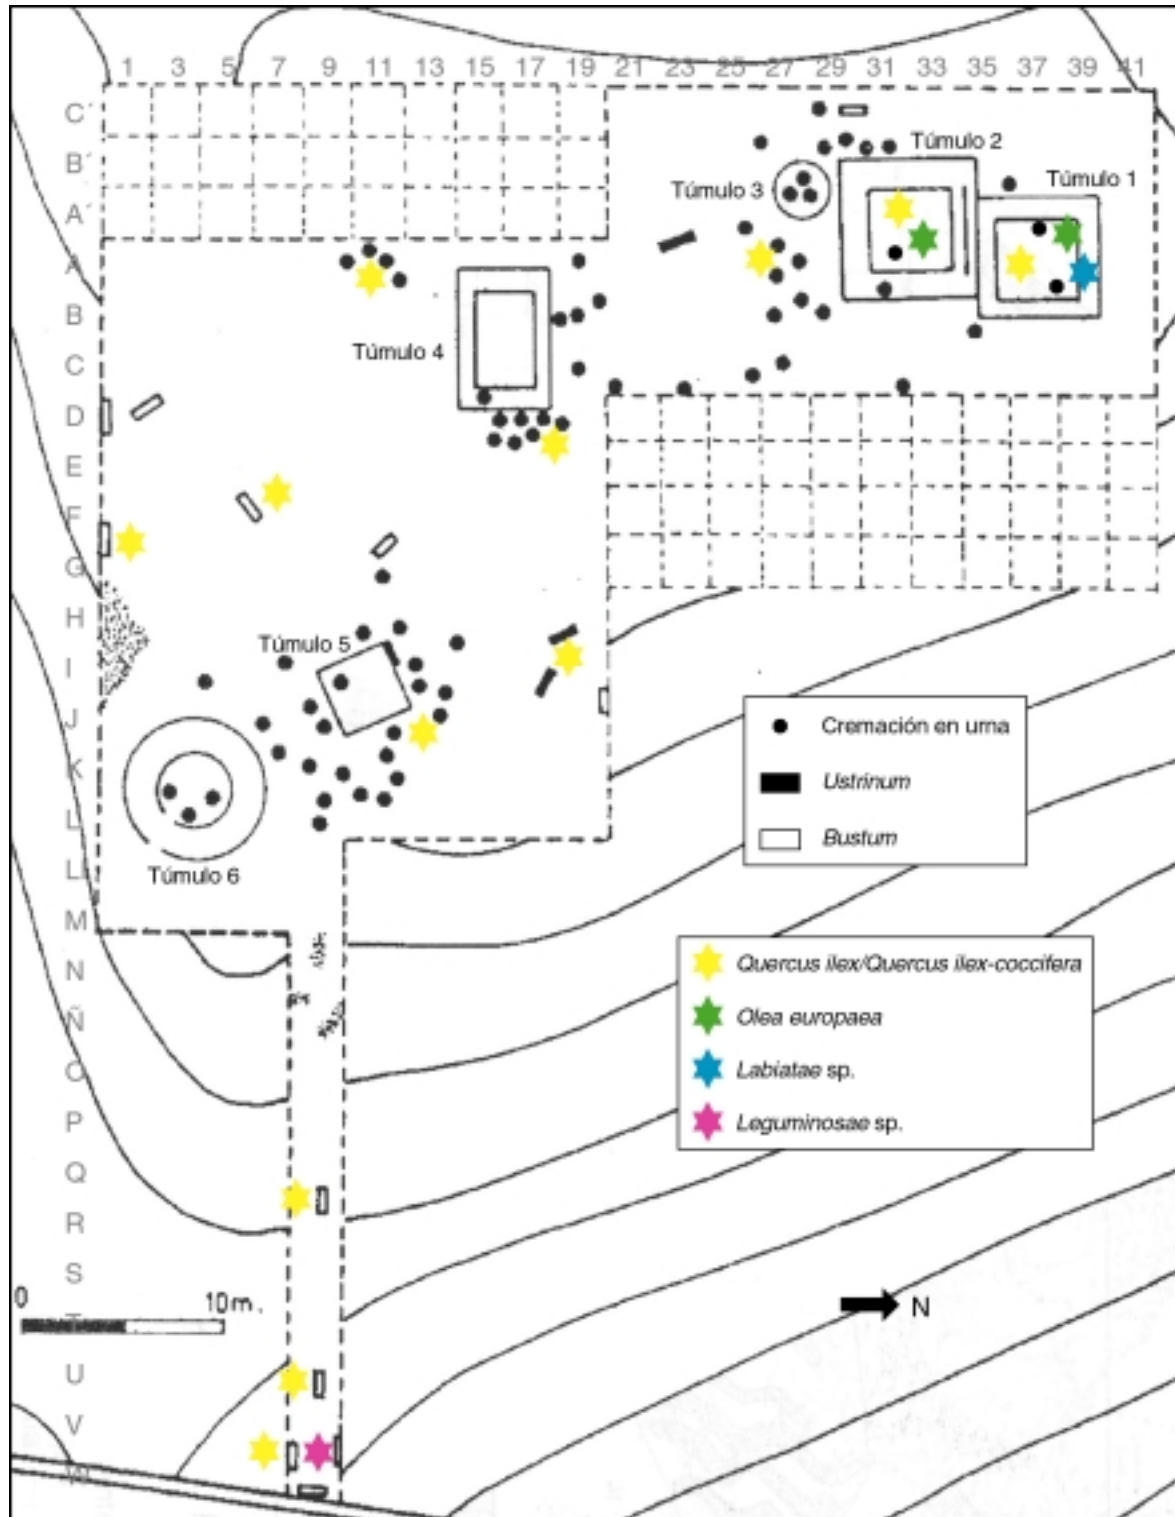 1 3 5 7 9 11 13 15 17 19 21 23 25 27 29 31 33 35 37 39 41
C´
B´
A´
A
B
C
D
E
F
G
H
I
J
K
L
LL
M
N
Ñ
O
P
Q
R
S
T
U
V
W
Túmulo 2
Túmulo 1
Túmulo 3
Túmulo 4
Túmulo 5
Túmulo 6
Cremación en urna
Ustrinum
Bustum
Quercus ilex/Quercus ilex-coccifera
Olea europaea
Labiatae sp.
Leguminosae sp.
0 10 m.
N